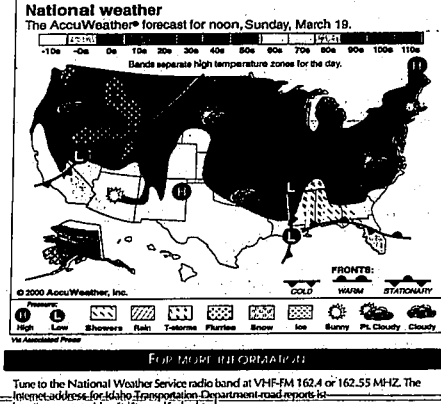 National weather
The AccuWeather® forecast for noon, Sunday, March 19.
-10s -0s 0s 10s 20s 30s 40s 50s 60s 70s 80s 90s 100s 110s
Bands separate high temperature zones for the day.
H
L
H
L
L
FRONTS:
COLD WARM STATIONARY
© 2000 AccuWeather, Inc.
Pressure:
H L
High Low Showers Rain T-storms Flurries Snow Ice Sunny Pt. Cloudy Cloudy
Via Associated Press
FOR MORE INFORMATION
Tune to the National Weather Service radio band at VHF-FM 162.4 or 162.55 MHZ. The
Internet address for Idaho Transportation Department road reports is: